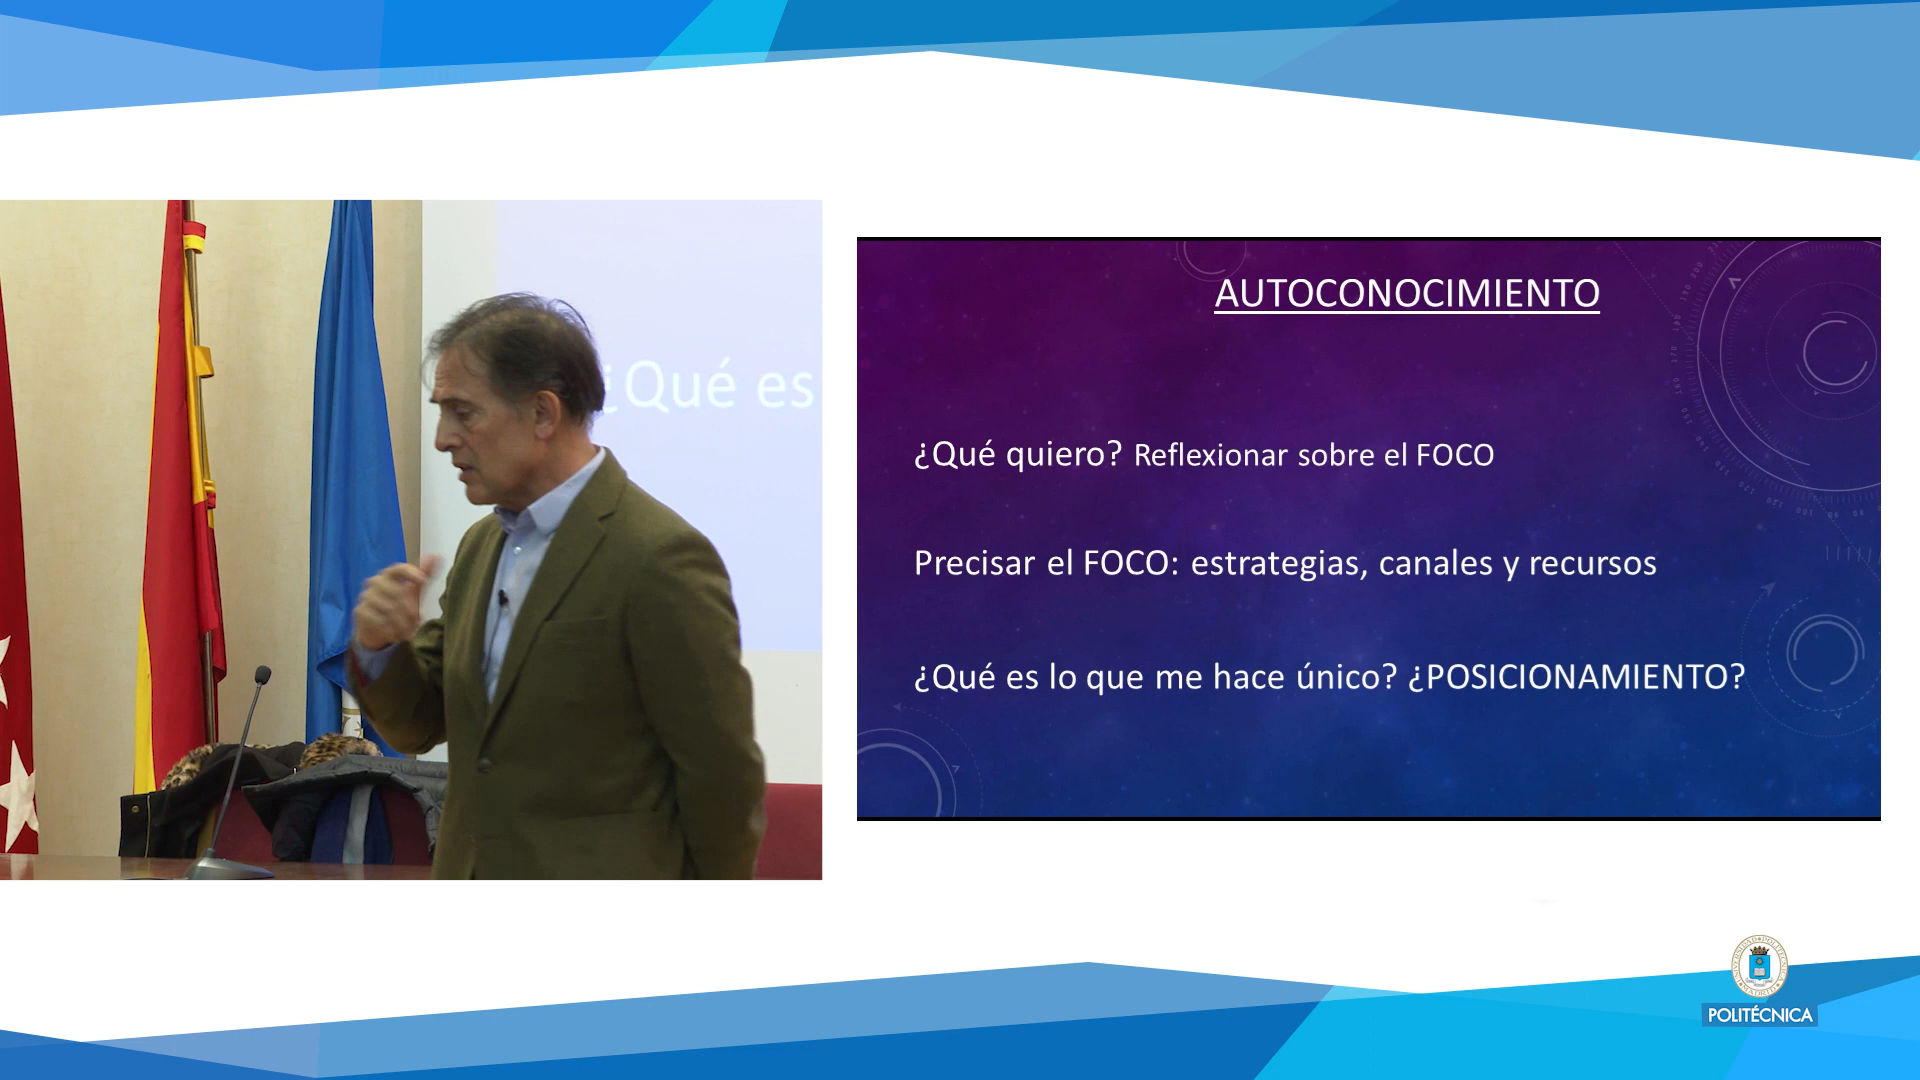 ¿Qué es
AUTOCONOCIMIENTO
¿Qué quiero? Reflexionar sobre el FOCO
Precisar el FOCO: estrategias, canales y recursos
¿Qué es lo que me hace único? ¿POSICIONAMIENTO?
POLITÉCNICA